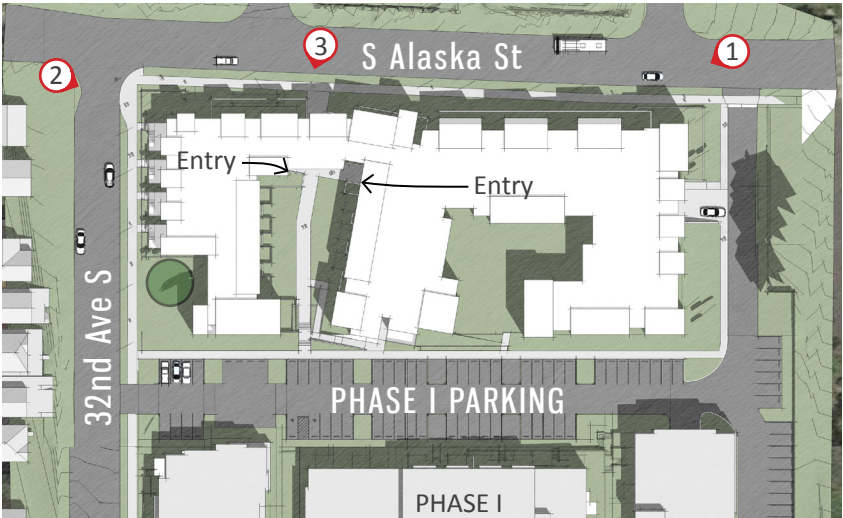 3
S Alaska St
1
2
Entry
Entry
32nd Ave S
PHASE I PARKING
PHASE I